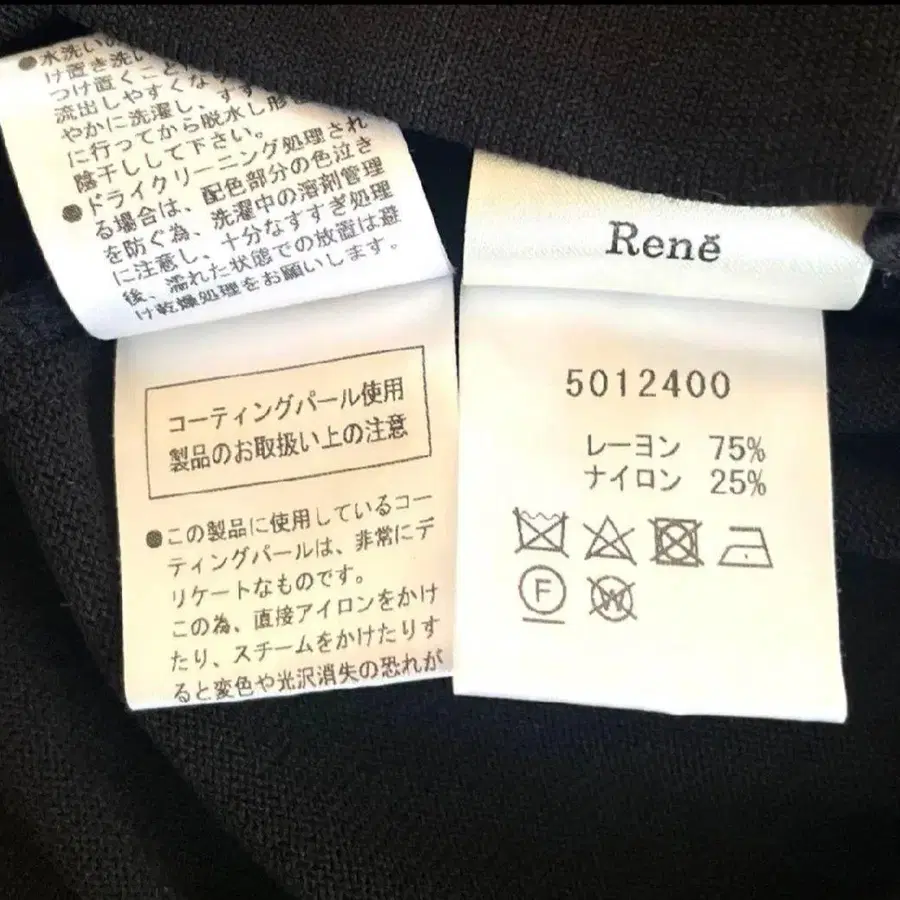 ●水洗い
け置き洗い
つけ置くこと
流出しやすくな
やかに洗濯し、すす
に行ってから脱水し形
陰干しして下さい。
●ドライクリーニング処理され
る場合は、配色部分の色泣き
を防ぐ為、洗濯中の溶剤管理
に注意し、十分なすすぎ処理
後、濡れた状態での放置は避
け乾燥処理をお願いします。
コーティングパール使用
製品のお取扱い上の注意
●この製品に使用しているコー
ティングパールは、非常にデ
リケートなものです。
この為、直接アイロンをかけ
たり、スチームをかけたりす
ると変色や光沢消失の恐れが
Renĕ
5012400
レーヨン 75%
ナイロン 25%
F
W